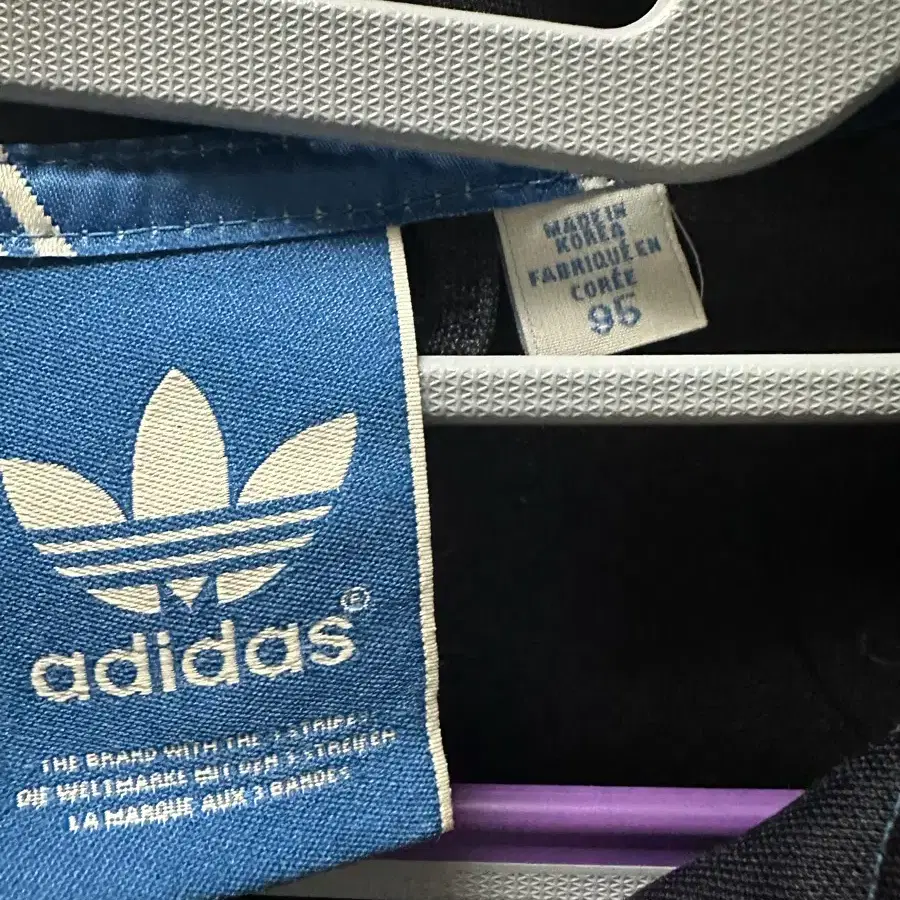 MADE IN
KOREA
FABRIQUÉ EN
CORÉE
95
adidas®
THE BRAND WITH THE 3 STRIPES
DIE WELTMARKE MIT DEN 3 STREIFEN
LA MARQUE AUX 3 BANDES